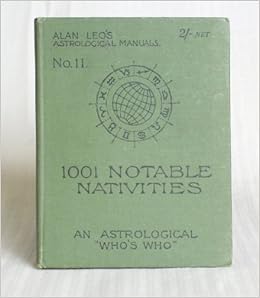 ALAN LEO'S 2/- NET
ASTROLOGICAL MANUALS.
No. 11.
1001 NOTABLE
NATIVITIES
AN ASTROLOGICAL
"WHO'S WHO"